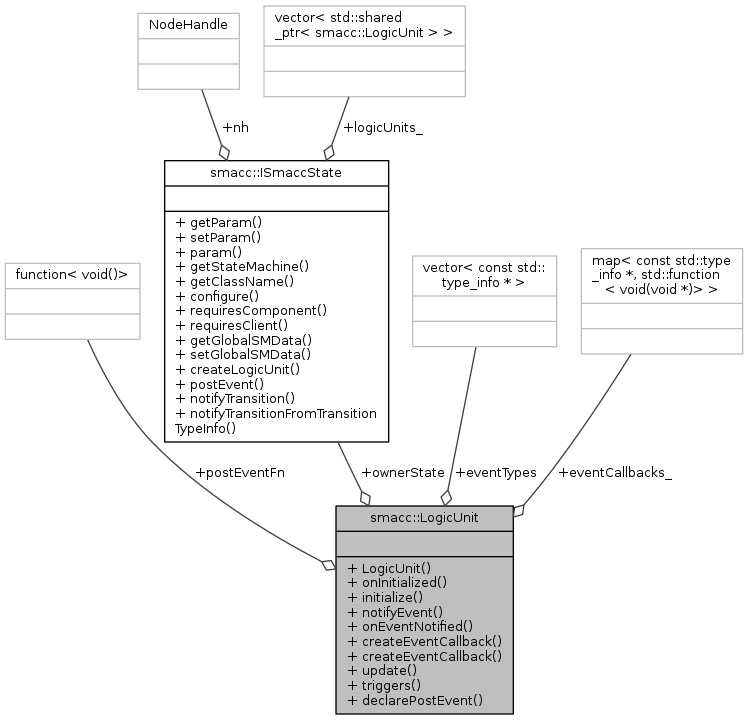 NodeHandle
vector< std::shared
_ptr< smacc::LogicUnit > >
+nh
+logicUnits_
smacc::ISmaccState
+ getParam()
+ setParam()
+ param()
+ getStateMachine()
+ getClassName()
+ configure()
+ requiresComponent()
+ requiresClient()
+ getGlobalSMData()
+ setGlobalSMData()
+ createLogicUnit()
+ postEvent()
+ notifyTransition()
+ notifyTransitionFromTransition
TypeInfo()
function< void()>
vector< const std::
type_info * >
map< const std::type
_info *, std::function
< void(void *)> >
+postEventFn
+ownerState
+eventTypes
+eventCallbacks_
smacc::LogicUnit
+ LogicUnit()
+ onInitialized()
+ initialize()
+ notifyEvent()
+ onEventNotified()
+ createEventCallback()
+ createEventCallback()
+ update()
+ triggers()
+ declarePostEvent()